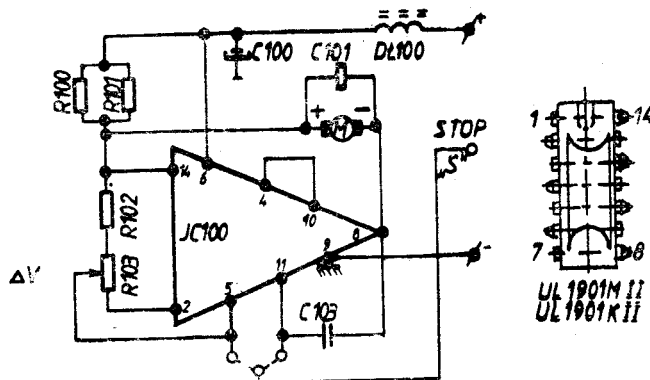 +
C100
C101
DŁ100
R100
R101
+
-
M
STOP
"S"
1
14
14
6
4
10
R102
JC100
8
9
-
ΔV
R103
7
8
2
5
11
C103
UL1901M II
UL1901K II